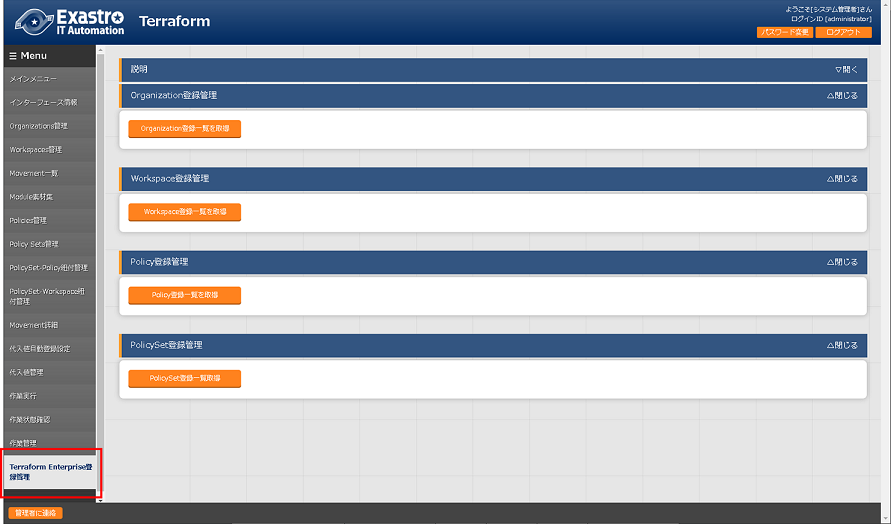 Exastro
IT Automation
Terraform
ようこそ[システム管理者]さん
ログインID [administrator]
パスワード変更
ログアウト
☰ Menu
メインメニュー
インターフェース情報
Organizations管理
Workspaces管理
Movement一覧
Module素材集
Policies管理
Policy Sets管理
PolicySet-Policy紐付管理
PolicySet-Workspace紐
付管理
Movement詳細
代入値自動登録設定
代入値管理
作業実行
作業状態確認
作業管理
Terraform Enterprise登
録管理
説明
▽開く
Organization登録管理
△閉じる
Organization登録一覧を取得
Workspace登録管理
△閉じる
Workspace登録一覧を取得
Policy登録管理
△閉じる
Policy登録一覧を取得
PolicySet登録管理
△閉じる
PolicySet登録一覧取得
管理者に連絡